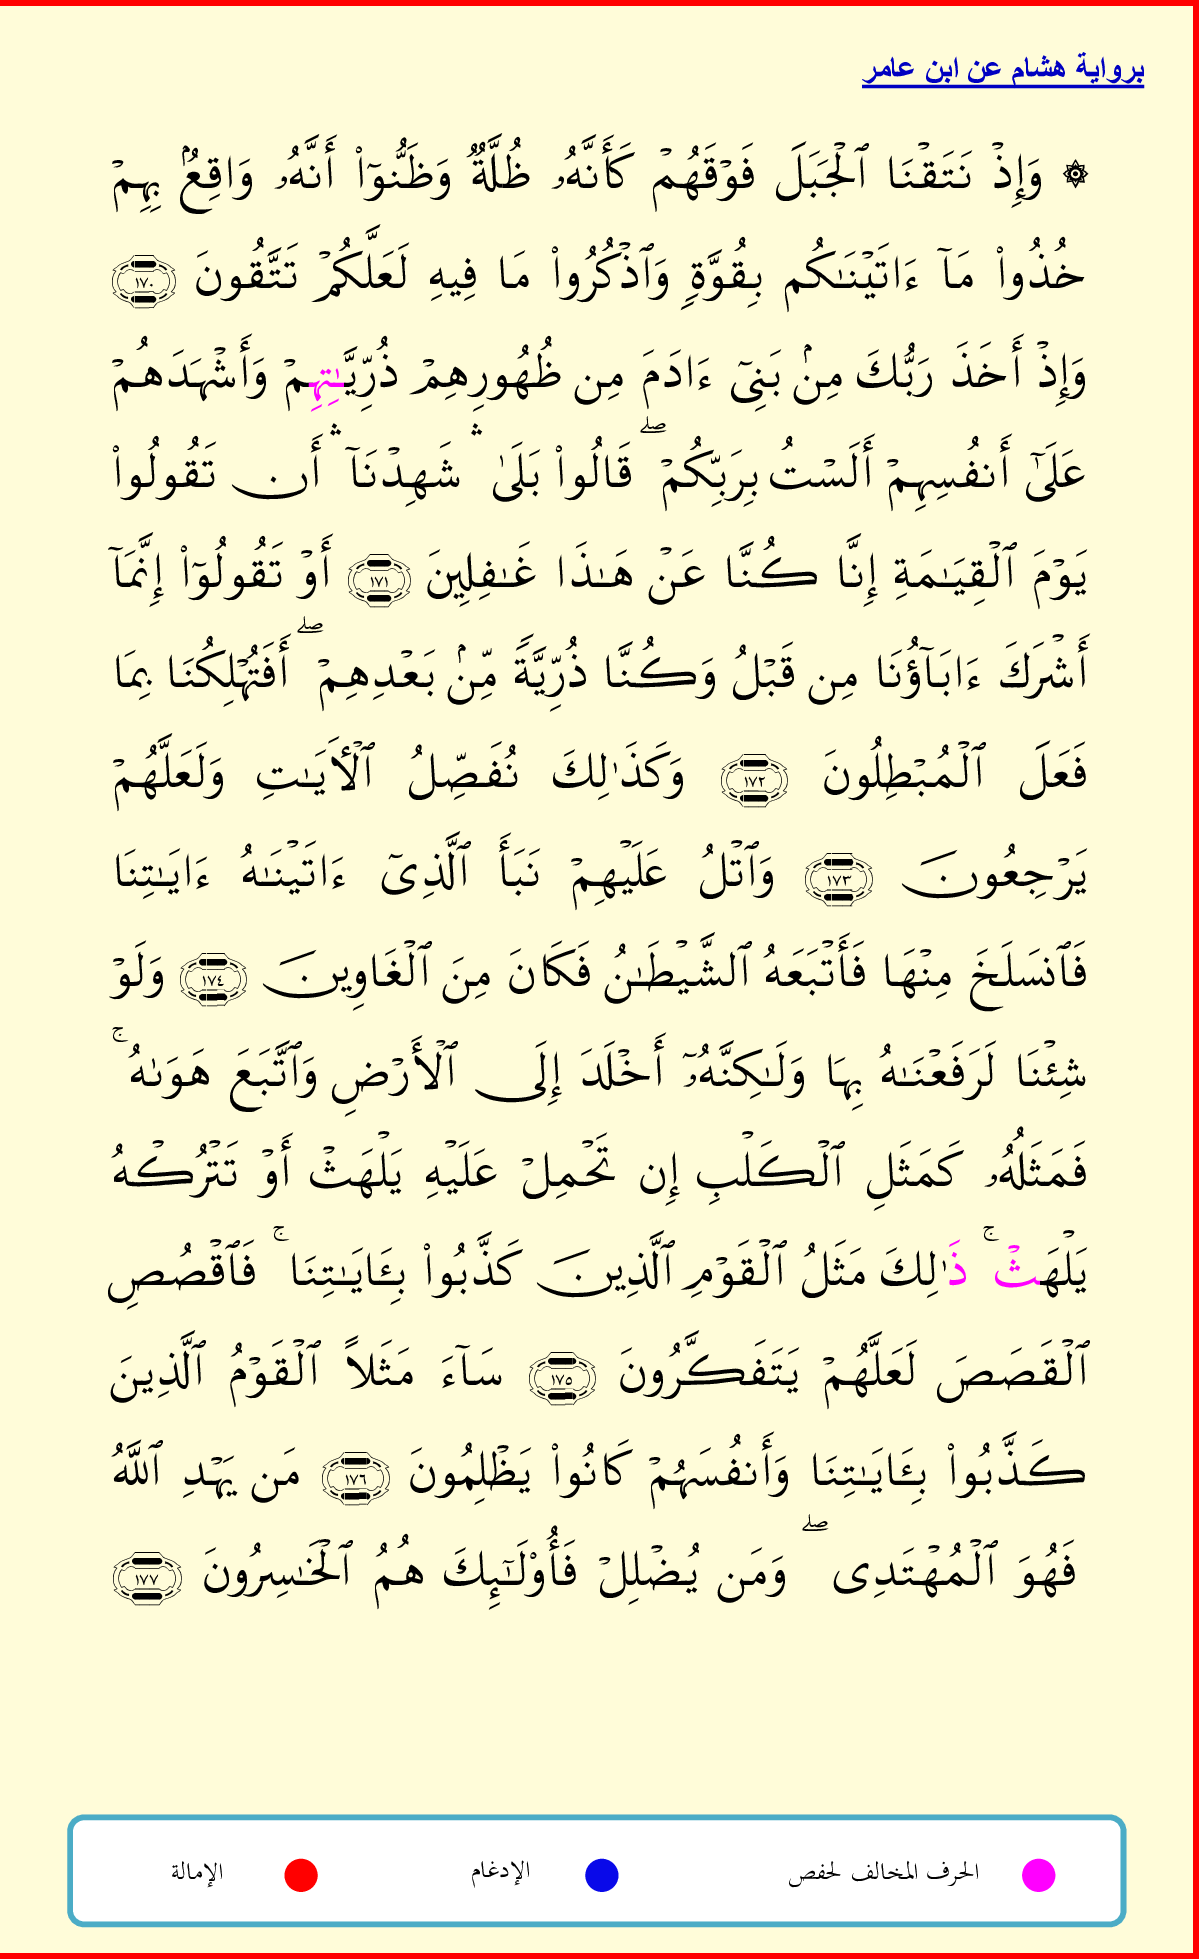 برواية هشام عن ابن عامر
۞ وَإِذۡ نَتَقۡنَا ٱلۡجَبَلَ فَوۡقَهُمۡ كَأَنَّهُۥ ظُلَّةٞ وَظَنُّوٓاْ أَنَّهُۥ وَاقِعُۢ بِهِمۡ
خُذُواْ مَآ ءَاتَيۡنَٰكُم بِقُوَّةٖ وَٱذۡكُرُواْ مَا فِيهِ لَعَلَّكُمۡ تَتَّقُونَ ١٧٠
وَإِذۡ أَخَذَ رَبُّكَ مِنۢ بَنِيٓ ءَادَمَ مِن ظُهُورِهِمۡ ذُرِّيَّٰتِهِمۡ وَأَشۡهَدَهُمۡ
عَلَىٰٓ أَنفُسِهِمۡ أَلَسۡتُ بِرَبِّكُمۡۖ قَالُواْ بَلَىٰۛ شَهِدۡنَآۛ أَن تَقُولُواْ
يَوۡمَ ٱلۡقِيَٰمَةِ إِنَّا كُنَّا عَنۡ هَٰذَا غَٰفِلِينَ ١٧١ أَوۡ تَقُولُوٓاْ إِنَّمَآ
أَشۡرَكَ ءَابَآؤُنَا مِن قَبۡلُ وَكُنَّا ذُرِّيَّةٗ مِّنۢ بَعۡدِهِمۡۖ أَفَتُهۡلِكُنَا بِمَا
فَعَلَ ٱلۡمُبۡطِلُونَ ١٧٢ وَكَذَٰلِكَ نُفَصِّلُ ٱلۡأٓيَٰتِ وَلَعَلَّهُمۡ
يَرۡجِعُونَ ١٧٣ وَٱتۡلُ عَلَيۡهِمۡ نَبَأَ ٱلَّذِيٓ ءَاتَيۡنَٰهُ ءَايَٰتِنَا
فَٱنسَلَخَ مِنۡهَا فَأَتۡبَعَهُ ٱلشَّيۡطَٰنُ فَكَانَ مِنَ ٱلۡغَاوِينَ ١٧٤ وَلَوۡ
شِئۡنَا لَرَفَعۡنَٰهُ بِهَا وَلَٰكِنَّهُۥٓ أَخۡلَدَ إِلَى ٱلۡأَرۡضِ وَٱتَّبَعَ هَوَىٰهُۚ
فَمَثَلُهُۥ كَمَثَلِ ٱلۡكَلۡبِ إِن تَحۡمِلۡ عَلَيۡهِ يَلۡهَثۡ أَوۡ تَتۡرُكۡهُ
يَلۡهَثۡۚ ذَٰلِكَ مَثَلُ ٱلۡقَوۡمِ ٱلَّذِينَ كَذَّبُواْ بِـَٔايَٰتِنَاۚ فَٱقۡصُصِ
ٱلۡقَصَصَ لَعَلَّهُمۡ يَتَفَكَّرُونَ ١٧٥ سَآءَ مَثَلًا ٱلۡقَوۡمُ ٱلَّذِينَ
كَذَّبُواْ بِـَٔايَٰتِنَا وَأَنفُسَهُمۡ كَانُواْ يَظۡلِمُونَ ١٧٦ مَن يَهۡدِ ٱللَّهُ
فَهُوَ ٱلۡمُهۡتَدِيۖ وَمَن يُضۡلِلۡ فَأُوْلَٰٓئِكَ هُمُ ٱلۡخَٰسِرُونَ ١٧٧
الحرف المخالف لحفص الإدغام الإمالة